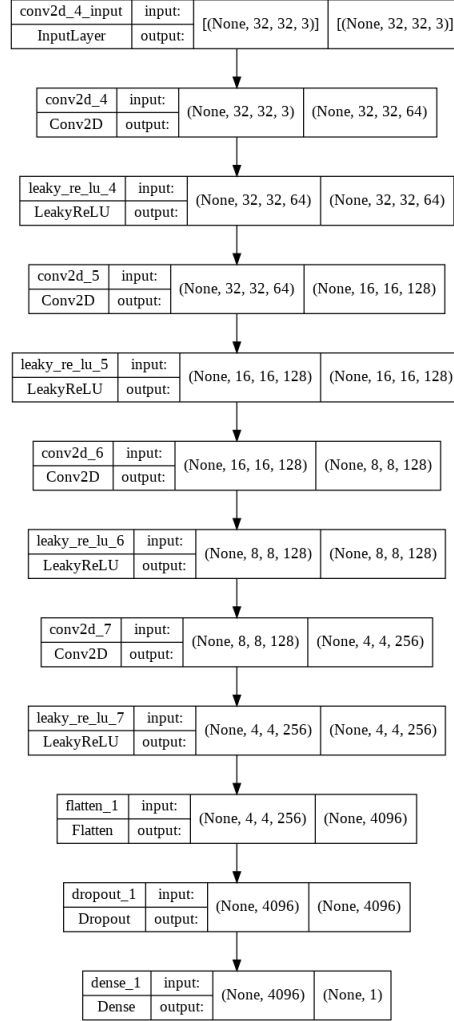 conv2d_4_input input: [(None, 32, 32, 3)] [(None, 32, 32, 3)]
InputLayer output:
conv2d_4 input: (None, 32, 32, 3) (None, 32, 32, 64)
Conv2D output:
leaky_re_lu_4 input: (None, 32, 32, 64) (None, 32, 32, 64)
LeakyReLU output:
conv2d_5 input: (None, 32, 32, 64) (None, 16, 16, 128)
Conv2D output:
leaky_re_lu_5 input: (None, 16, 16, 128) (None, 16, 16, 128)
LeakyReLU output:
conv2d_6 input: (None, 16, 16, 128) (None, 8, 8, 128)
Conv2D output:
leaky_re_lu_6 input: (None, 8, 8, 128) (None, 8, 8, 128)
LeakyReLU output:
conv2d_7 input: (None, 8, 8, 128) (None, 4, 4, 256)
Conv2D output:
leaky_re_lu_7 input: (None, 4, 4, 256) (None, 4, 4, 256)
LeakyReLU output:
flatten_1 input: (None, 4, 4, 256) (None, 4096)
Flatten output:
dropout_1 input: (None, 4096) (None, 4096)
Dropout output:
dense_1 input: (None, 4096) (None, 1)
Dense output: